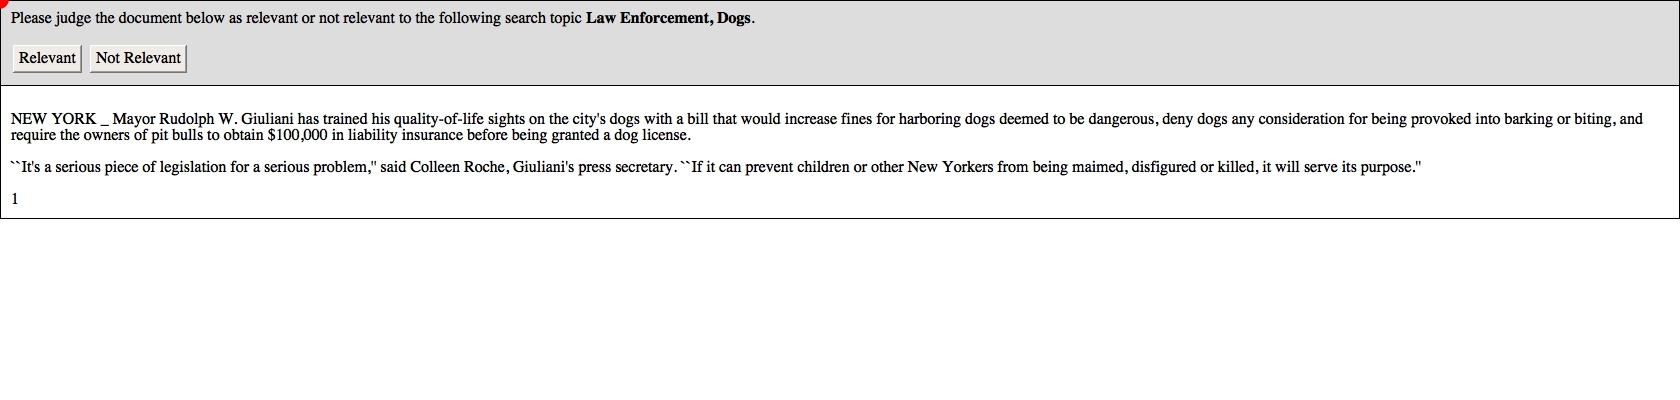 Please judge the document below as relevant or not relevant to the following search topic Law Enforcement, Dogs.
Relevant Not Relevant
NEW YORK _ Mayor Rudolph W. Giuliani has trained his quality-of-life sights on the city's dogs with a bill that would increase fines for harboring dogs deemed to be dangerous, deny dogs any consideration for being provoked into barking or biting, and
require the owners of pit bulls to obtain $100,000 in liability insurance before being granted a dog license.
``It's a serious piece of legislation for a serious problem,'' said Colleen Roche, Giuliani's press secretary. ``If it can prevent children or other New Yorkers from being maimed, disfigured or killed, it will serve its purpose.''
1